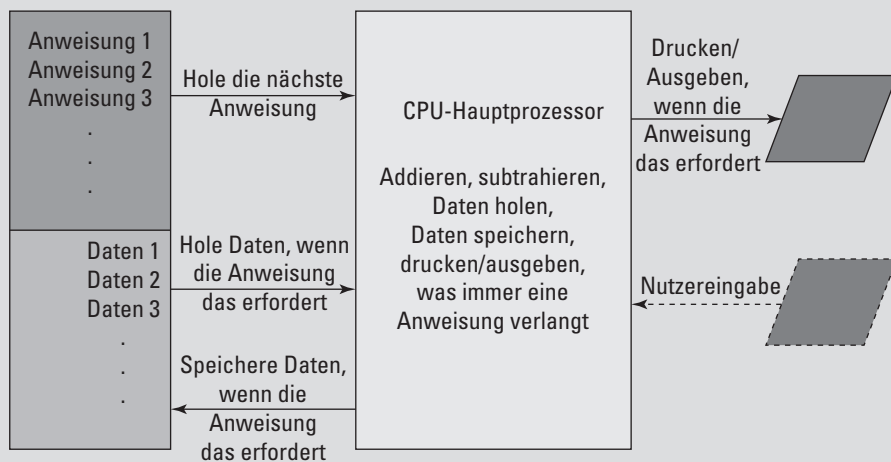 Anweisung 1
Anweisung 2
Anweisung 3
.
.
.
Hole die nächste
Anweisung
Daten 1
Daten 2
Daten 3
.
.
.
Hole Daten, wenn
die Anweisung
das erfordert
Speichere Daten,
wenn die
Anweisung
das erfordert
CPU-Hauptprozessor
Addieren, subtrahieren,
Daten holen,
Daten speichern,
drucken/ausgeben,
was immer eine
Anweisung verlangt
Drucken/
Ausgeben,
wenn die
Anweisung
das erfordert
Nutzereingabe